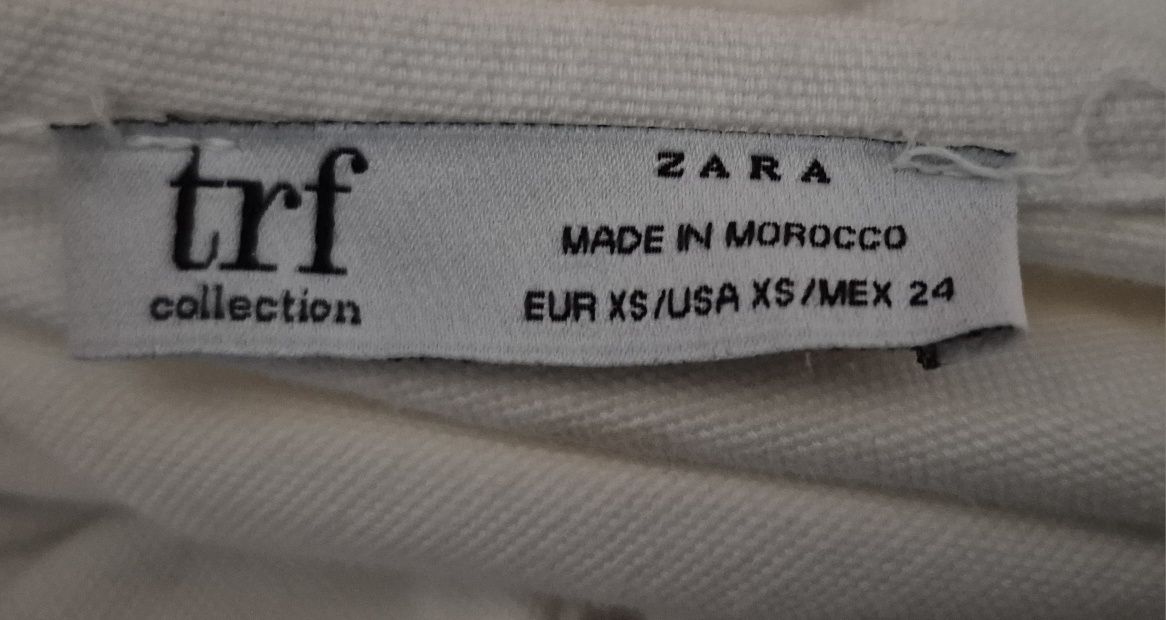 trf
collection
ZARA
MADE IN MOROCCO
EUR XS/USA XS/MEX 24